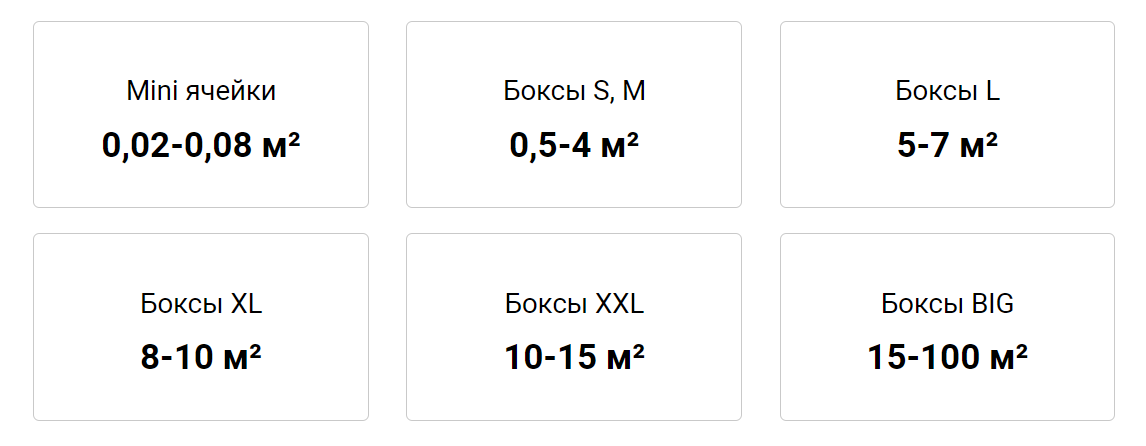 Mini ячейки
0,02-0,08 м²
Боксы S, M
0,5-4 м²
Боксы L
5-7 м²
Боксы XL
8-10 м²
Боксы XXL
10-15 м²
Боксы BIG
15-100 м²